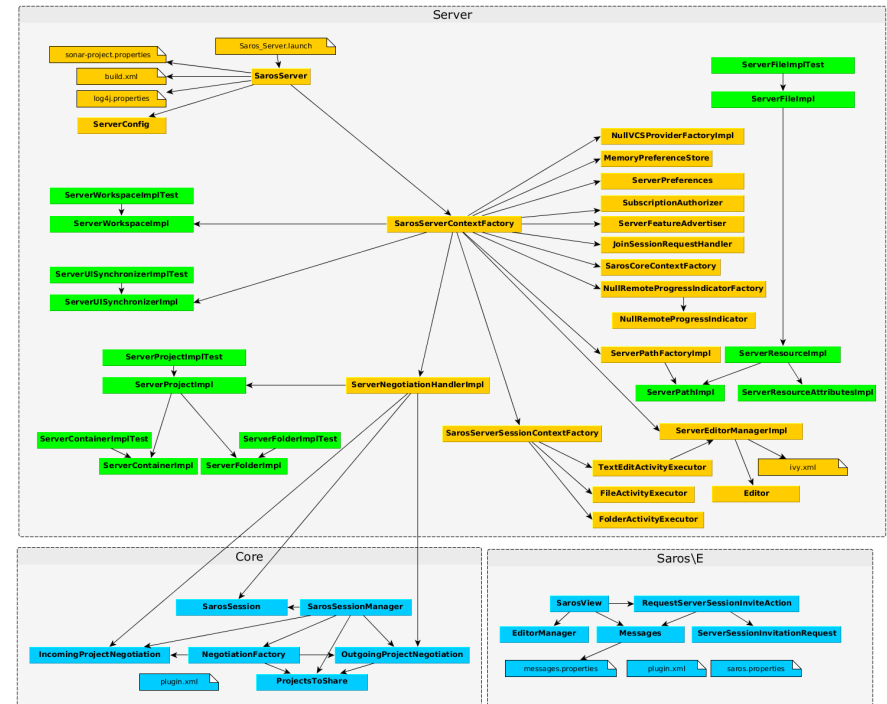 Server
Saros_Server.launch
sonar-project.properties
build.xml
SarosServer
log4j.properties
ServerConfig
ServerFileImplTest
ServerFileImpl
NullVCSProviderFactoryImpl
MemoryPreferenceStore
ServerPreferences
SubscriptionAuthorizer
ServerFeatureAdvertiser
JoinSessionRequestHandler
SarosCoreContextFactory
NullRemoteProgressIndicatorFactory
NullRemoteProgressIndicator
ServerWorkspaceImplTest
ServerWorkspaceImpl
SarosServerContextFactory
ServerUISynchronizerImplTest
ServerUISynchronizerImpl
ServerProjectImplTest
ServerProjectImpl
ServerNegotiationHandlerImpl
ServerPathFactoryImpl
ServerResourceImpl
ServerPathImpl
ServerResourceAttributesImpl
ServerContainerImplTest
ServerFolderImplTest
ServerContainerImpl
ServerFolderImpl
SarosServerSessionContextFactory
ServerEditorManagerImpl
TextEditActivityExecutor
ivy.xml
FileActivityExecutor
Editor
FolderActivityExecutor
Core
SarosSession
SarosSessionManager
IncomingProjectNegotiation
NegotiationFactory
OutgoingProjectNegotiation
plugin.xml
ProjectsToShare
Saros\E
SarosView
RequestServerSessionInviteAction
EditorManager
Messages
ServerSessionInvitationRequest
messages.properties
plugin.xml
saros.properties